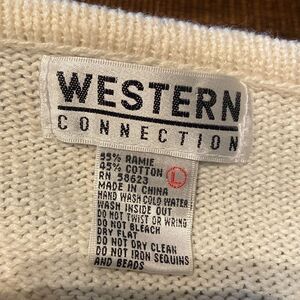 WESTERN
CONNECTION
55% RAMIE
45% COTTON L
RN 58623
MADE IN CHINA
HAND WASH COLD WATER
WASH INSIDE OUT
DO NOT TWIST OR WRING
DO NOT BLEACH
DRY FLAT
DO NOT DRY CLEAN
DO NOT IRON SEQUINS
AND BEADS